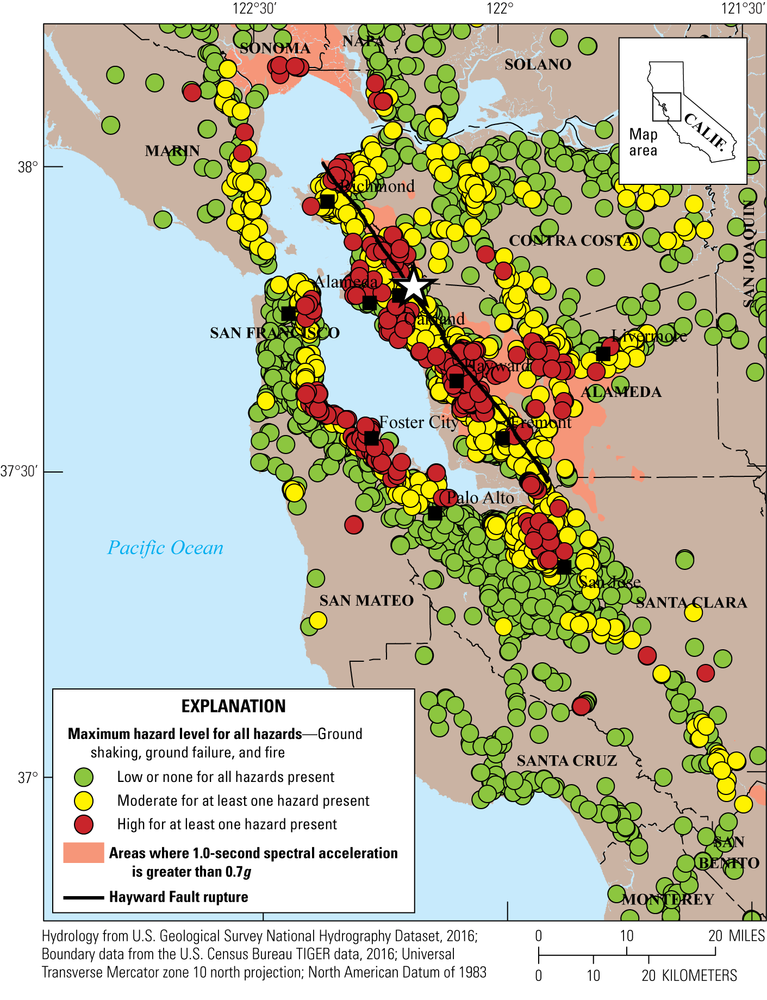 122°30′
122°
121°30′
SONOMA
NAPA
SOLANO
CALIF.
Map
area
MARIN
38°
Richmond
SAN JOAQUIN
CONTRA COSTA
Alameda
Oakland
SAN FRANCISCO
Livermore
Hayward
ALAMEDA
Foster City
Fremont
37°30′
Palo Alto
Pacific Ocean
San Jose
SAN MATEO
SANTA CLARA
EXPLANATION
Maximum hazard level for all hazards—Ground
shaking, ground failure, and fire
Low or none for all hazards present
Moderate for at least one hazard present
High for at least one hazard present
Areas where 1.0-second spectral acceleration
is greater than 0.7g
Hayward Fault rupture
SANTA CRUZ
37°
SAN
BENITO
MONTEREY
Hydrology from U.S. Geological Survey National Hydrography Dataset, 2016;
Boundary data from the U.S. Census Bureau TIGER data, 2016; Universal
Transverse Mercator zone 10 north projection; North American Datum of 1983
0 10 20 MILES
0 10 20 KILOMETERS